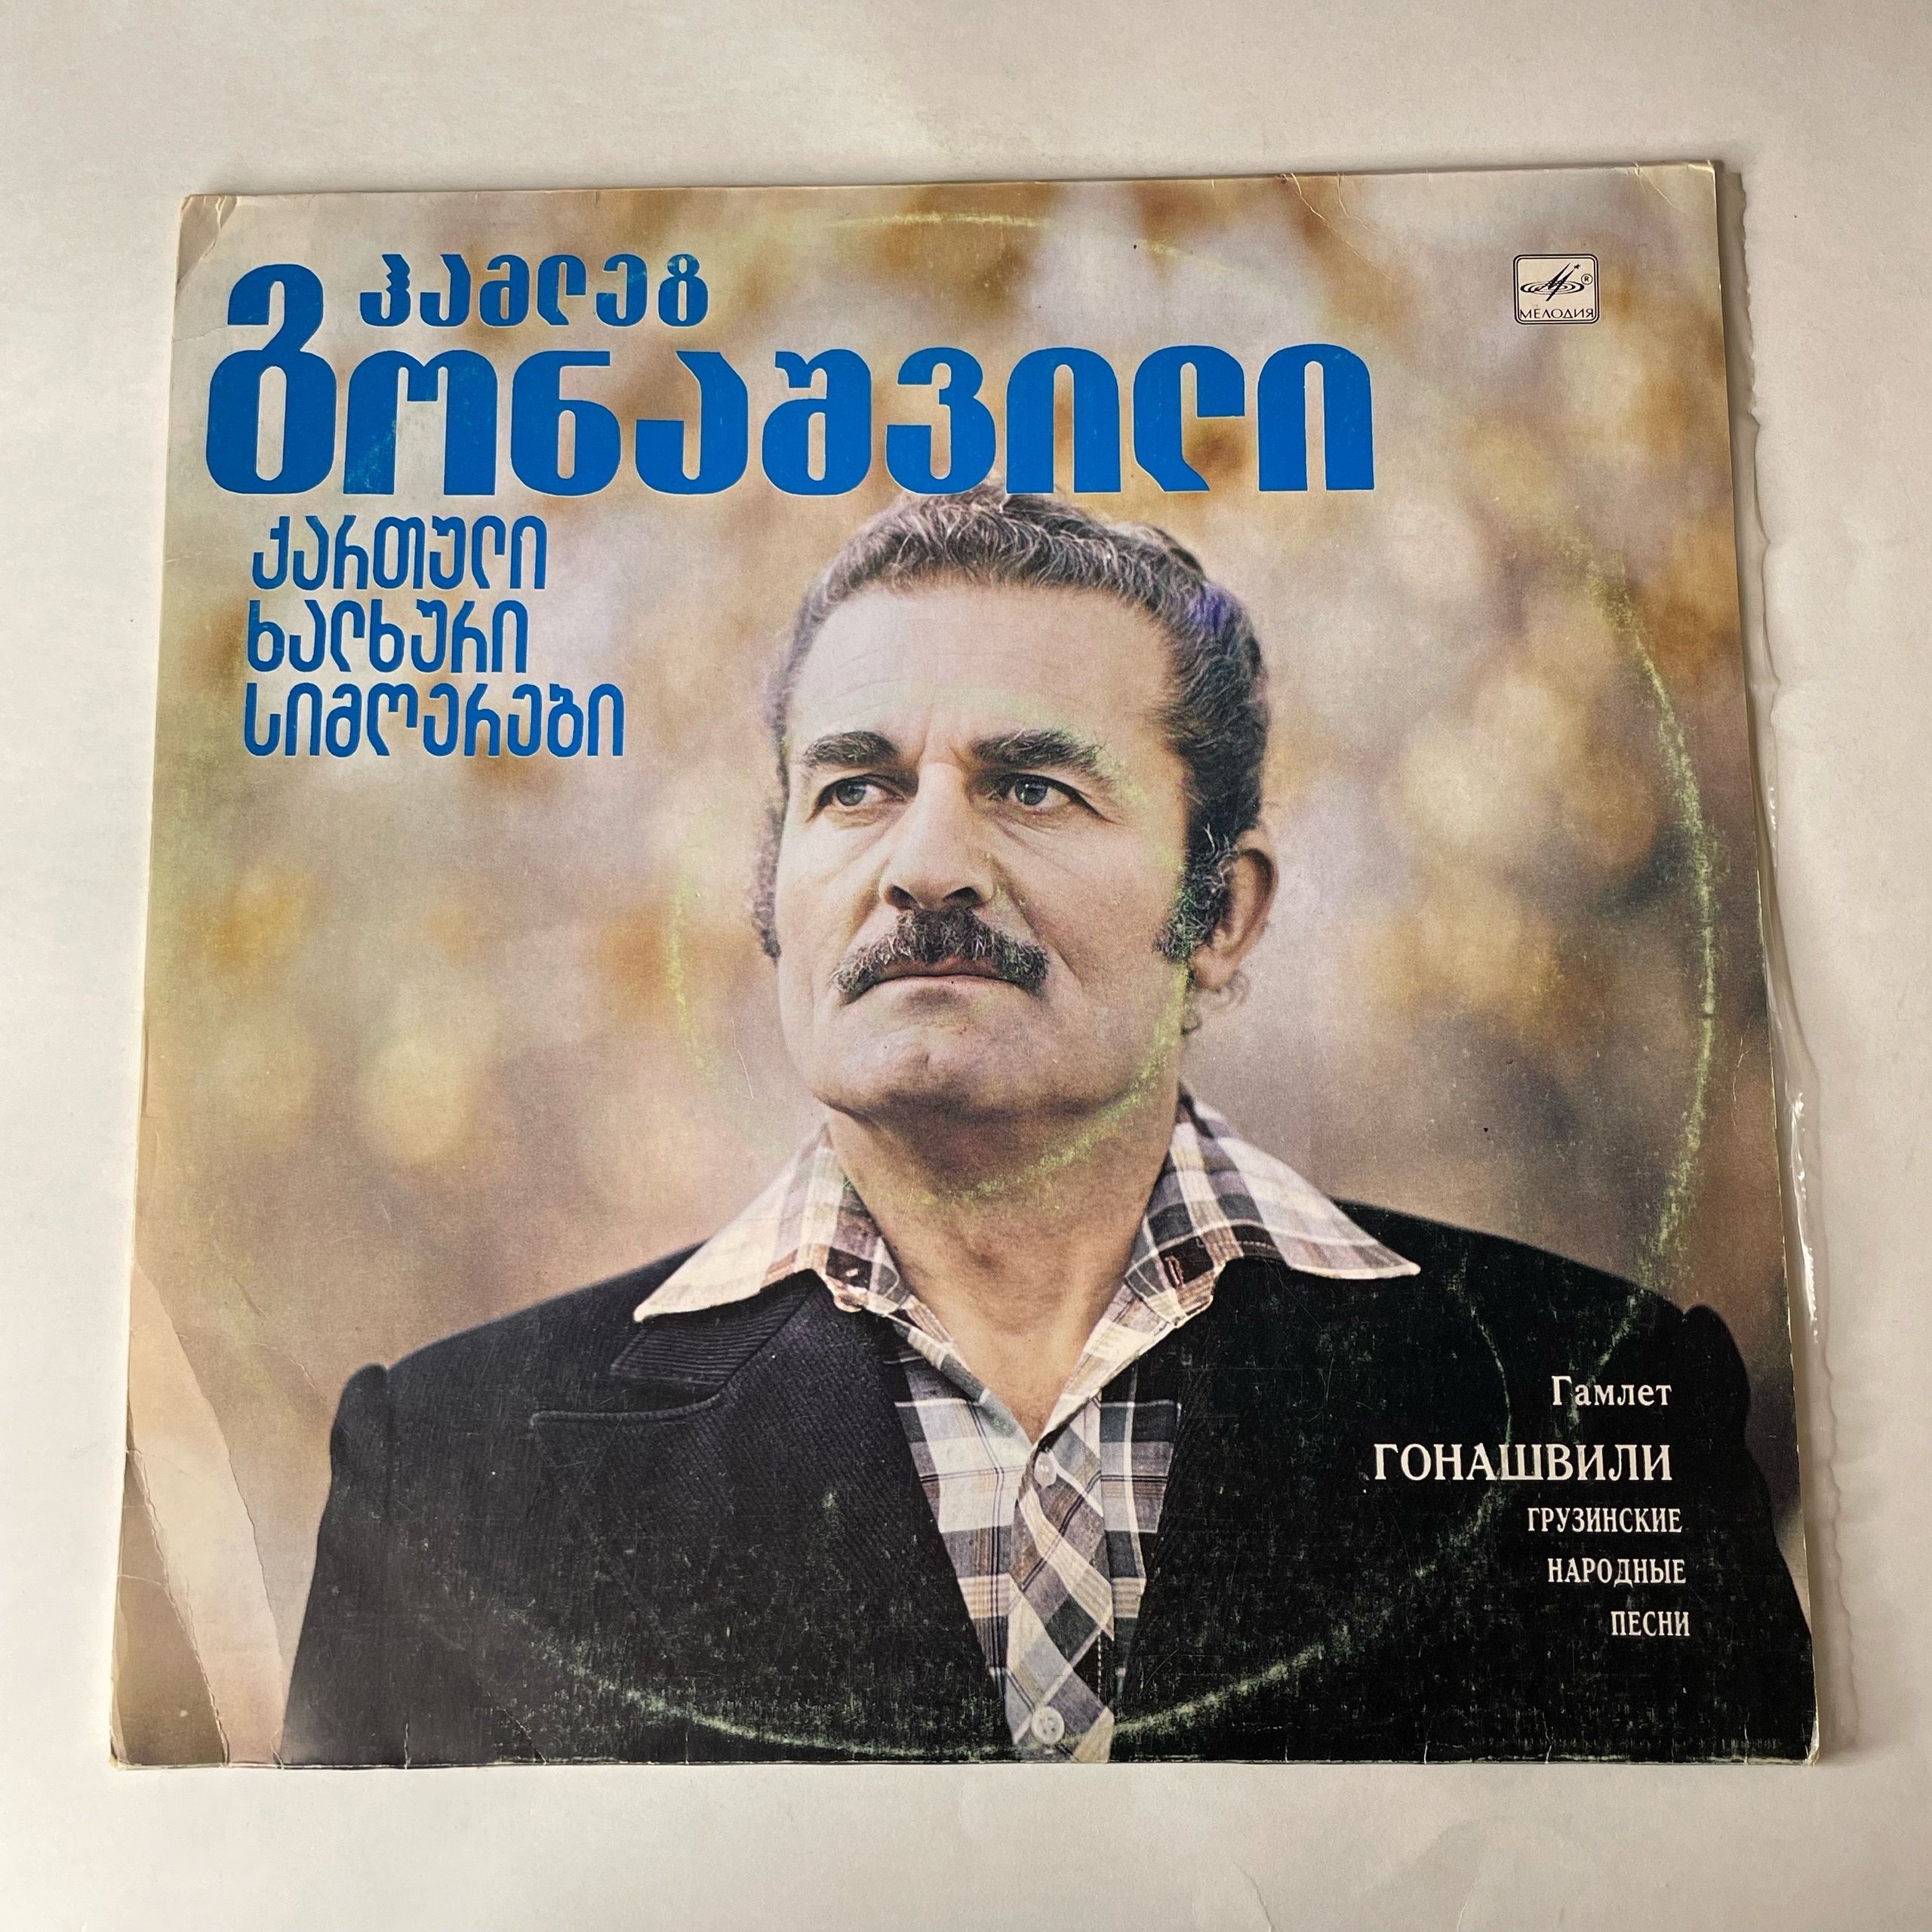 ჰამლეტ
გონაშვილი
ქართული
ხალხური
სიმღერები
МЕЛОДИЯ
Гамлет
ГОНАШВИЛИ
ГРУЗИНСКИЕ
НАРОДНЫЕ
ПЕСНИ